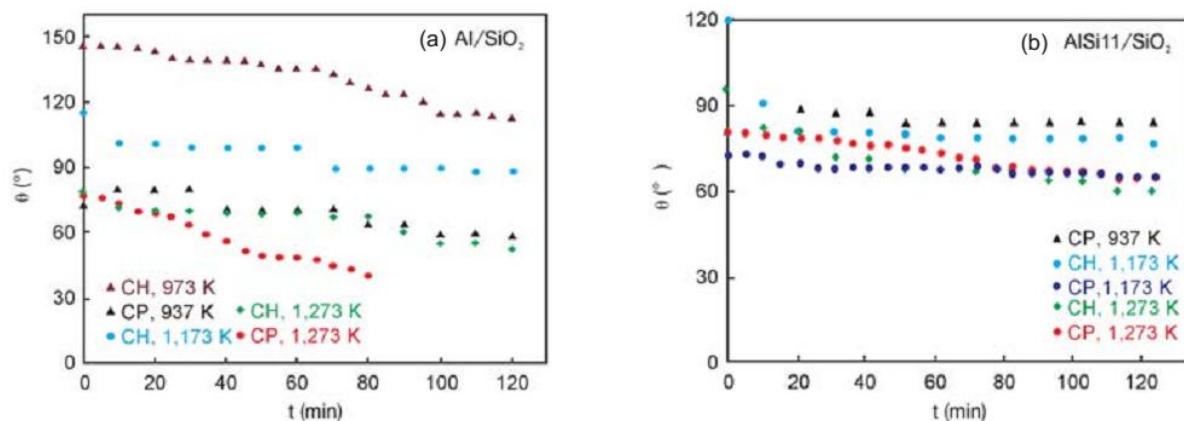 (a) Al/SiO₂
150
120
90
60
30
0
θ (°)
CH, 973 K
CP, 937 K
CH, 1,173 K
CH, 1,273 K
CP, 1,273 K
0 20 40 60 80 100 120
t (min)
120
(b) AlSi11/SiO₂
90
60
30
0
θ (° )
CP, 937 K
CH, 1,173 K
CP,1,173 K
CH, 1,273 K
CP, 1,273 K
0 20 40 60 80 100 120
t (min)